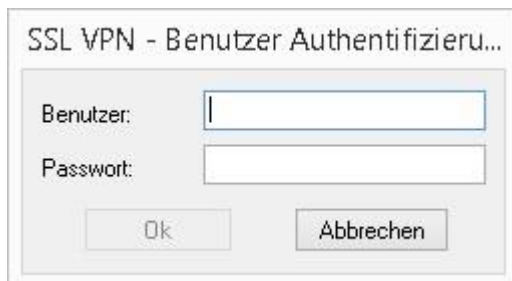 SSL VPN - Benutzer Authentifizieru...
Benutzer:
Passwort:
Ok Abbrechen